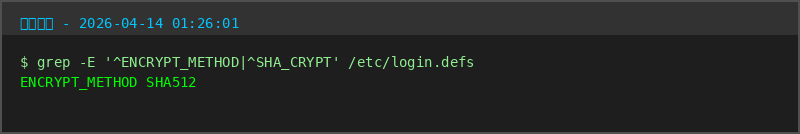 - 2026-04-14 01:26:01
$ grep -E '^ENCRYPT_METHOD|^SHA_CRYPT' /etc/login.defs
ENCRYPT_METHOD SHA512